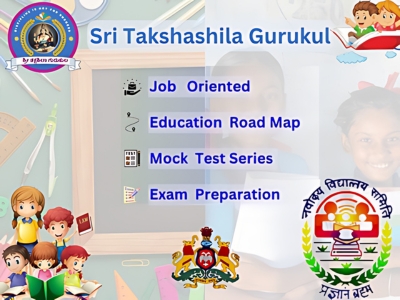 Sri Takshashila Gurukul
Job Oriented
Education Road Map
Mock Test Series
Exam Preparation
TEST
नवोदय विद्यालय समिति
प्रज्ञानं ब्रह्म